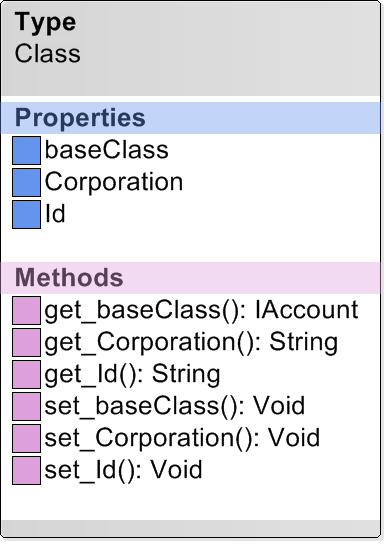 Type
Class
Properties
baseClass
Corporation
Id
Methods
get_baseClass(): IAccount
get_Corporation(): String
get_Id(): String
set_baseClass(): Void
set_Corporation(): Void
set_Id(): Void